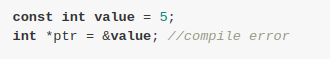 const int value = 5;
int *ptr = &value; //compile error